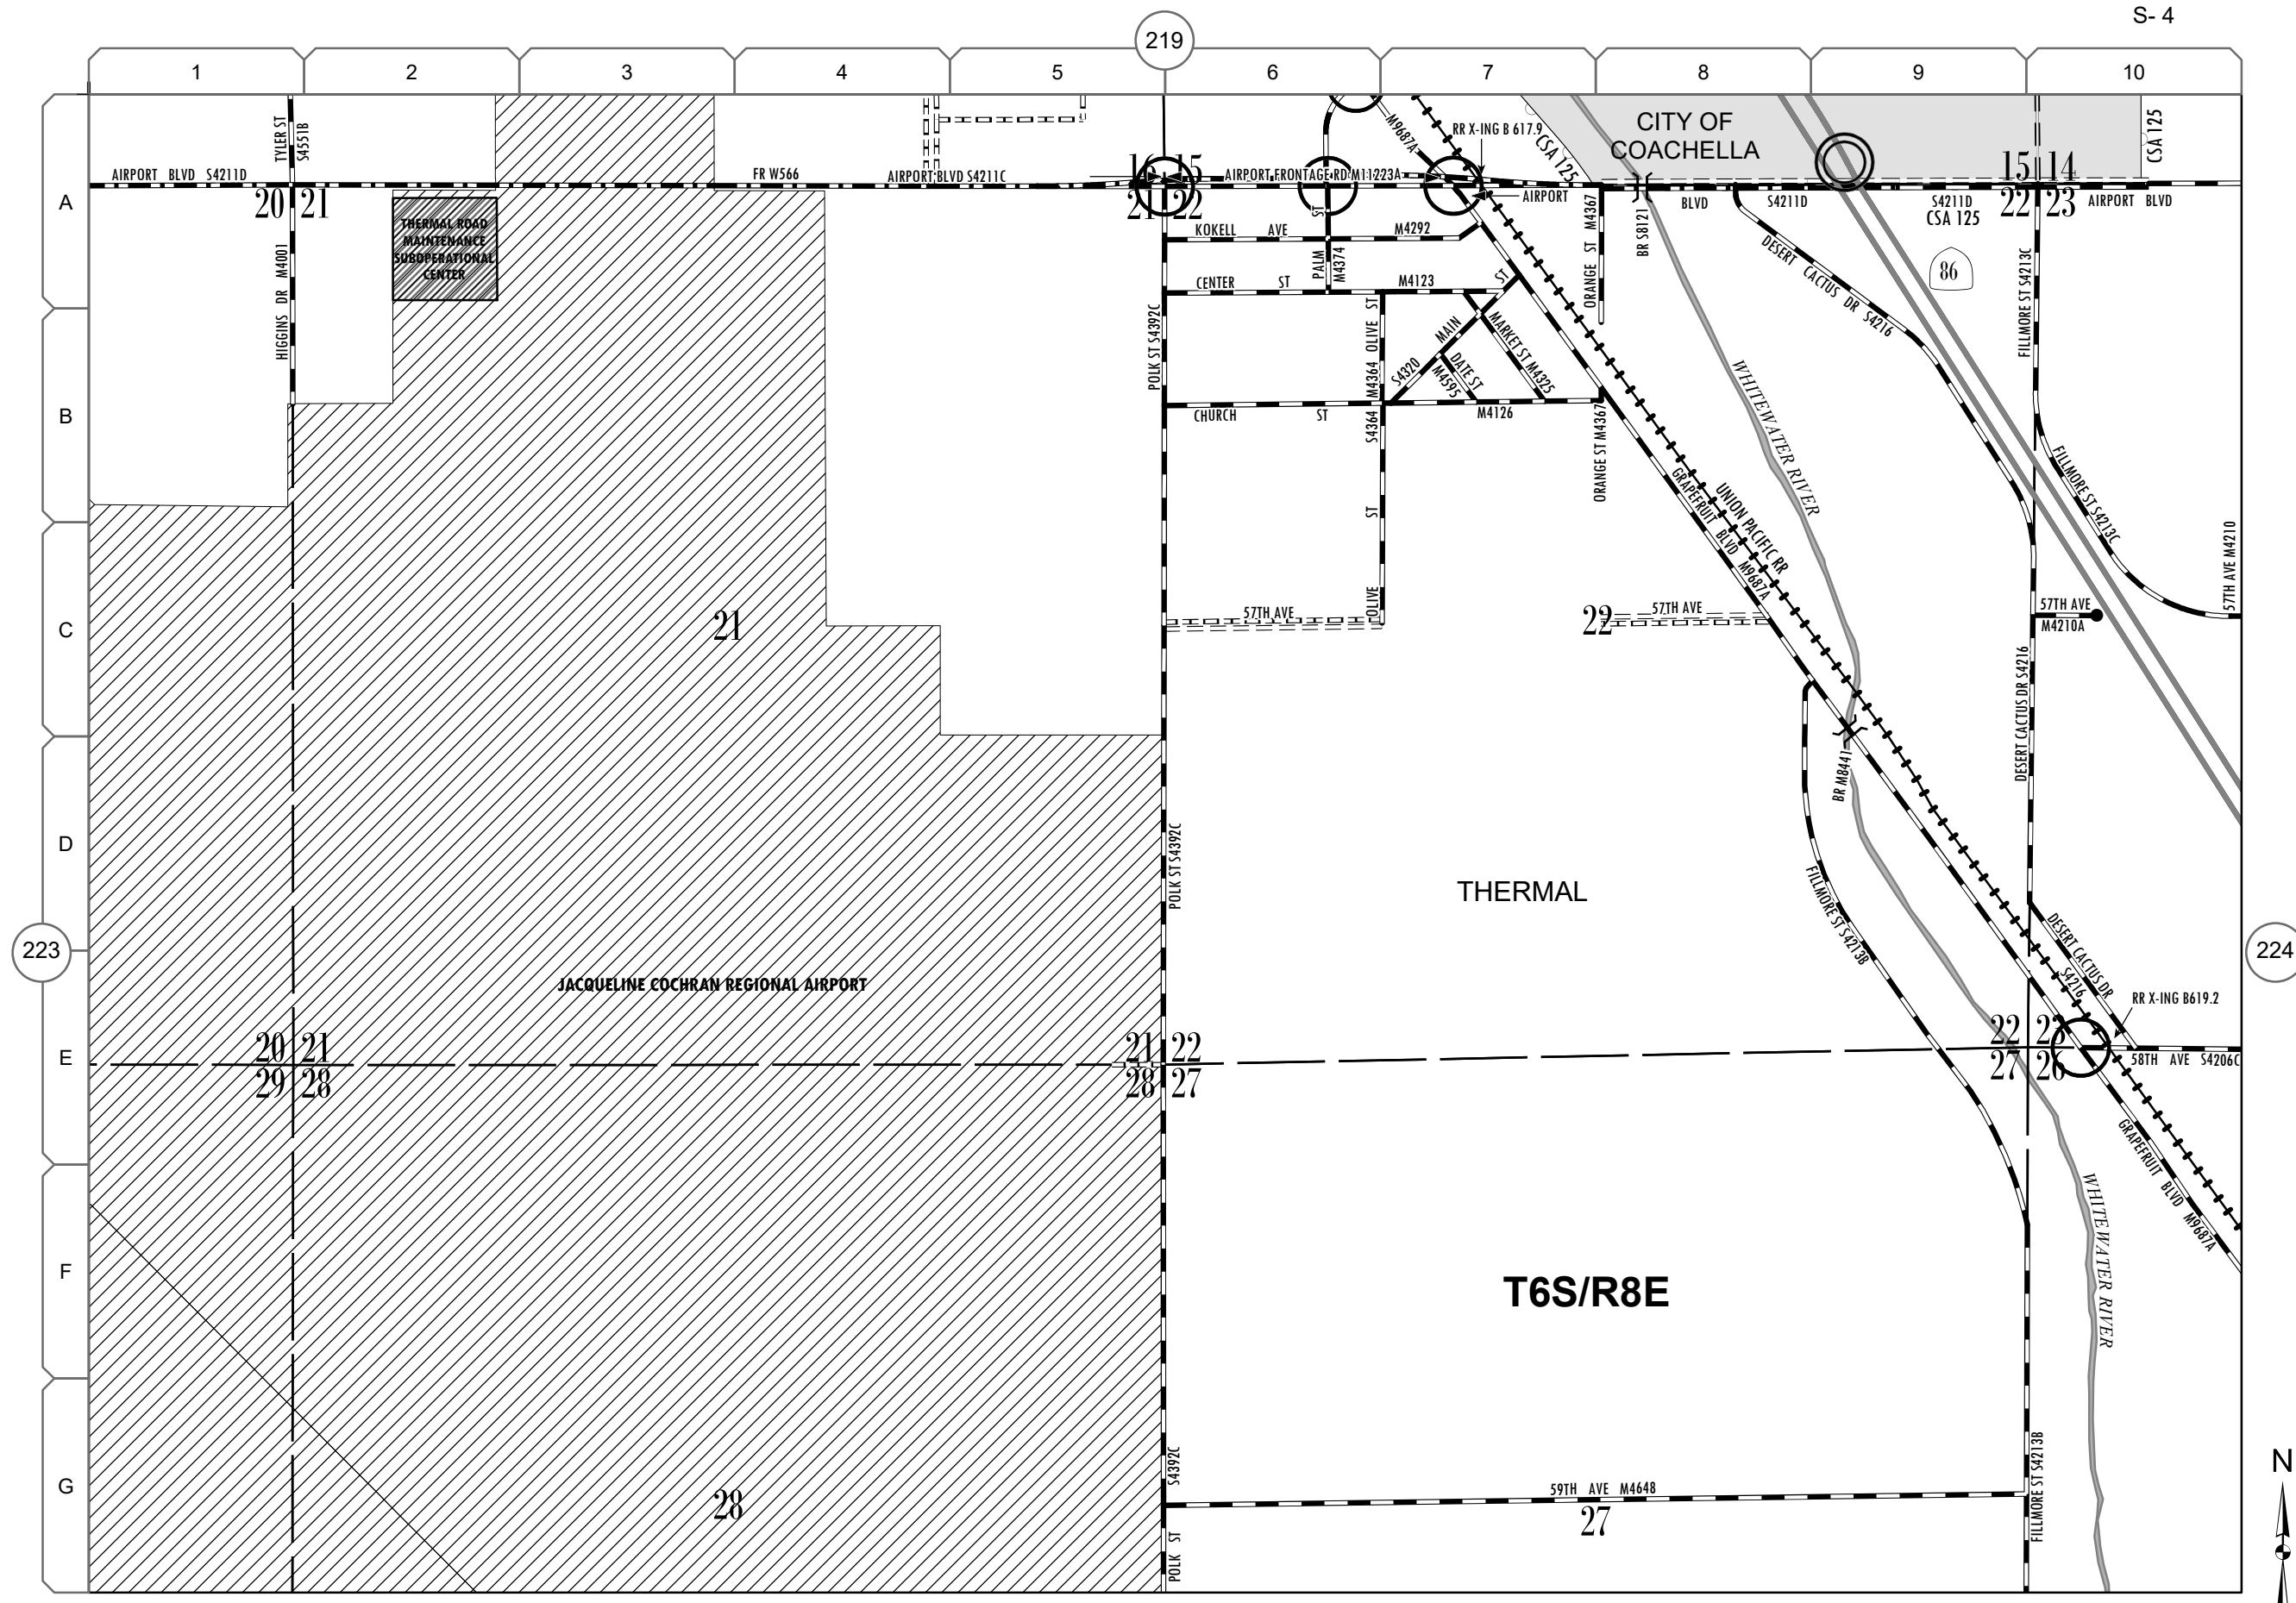 S- 4
219
1 2 3 4 5 6 7 8 9 10
A
B
C
D
E
F
G
223
224
N
TYLER ST
S4551B
AIRPORT BLVD S4211D
FR W566
AIRPORT BLVD S4211C
AIRPORT FRONTAGE RD M11223A
M9687A
RR X-ING B 617.9
CSA 125
CITY OF
COACHELLA
CSA 125
16 15
21 22
20 21
15 14
22 23
AIRPORT
BLVD
S4211D
S4211D
CSA 125
AIRPORT BLVD
86
THERMAL ROAD
MAINTENANCE
SUBOPERATIONAL
CENTER
HIGGINS DR M4001
KOKELL AVE M4292
PALM ST
M4374
CENTER ST M4123
ORANGE ST M4367
BR S8121
DESERT CACTUS DR S4216
FILLMORE ST S4213C
POLK ST S4392C
M4364 OLIVE ST
S4320 MAIN ST
MARKET ST M4325
DATE ST
M4595
CHURCH ST M4126
S4364
OLIVE ST
ORANGE ST M4367
WHITEWATER RIVER
UNION PACIFIC RR
GRAPEFRUIT BLVD M9687A
FILLMORE ST S4213C
57TH AVE M4210
57TH AVE
57TH AVE
57TH AVE
M4210A
21
22
DESERT CACTUS DR S4216
BR M8441
POLK ST S4392C
THERMAL
FILLMORE ST S4213B
DESERT CACTUS DR
S4216
RR X-ING B619.2
JACQUELINE COCHRAN REGIONAL AIRPORT
20 21
29 28
21 22
28 27
22 23
27 26
58TH AVE S4206C
GRAPEFRUIT BLVD M9687A
WHITEWATER RIVER
T6S/R8E
S4392C
POLK ST
59TH AVE M4648
FILLMORE ST S4213B
28
27